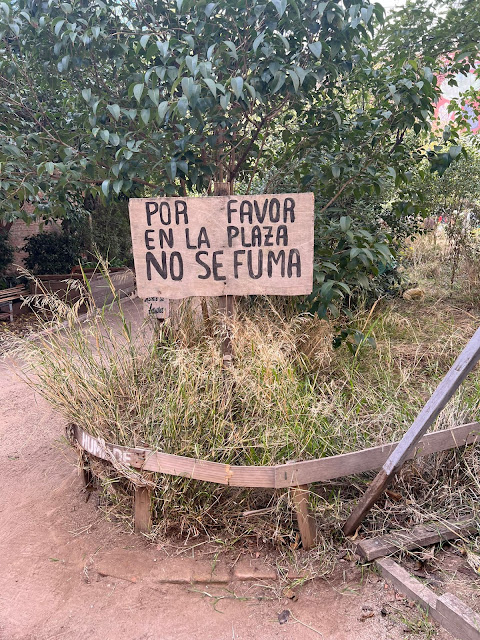 POR FAVOR
EN LA PLAZA
NO SE FUMA